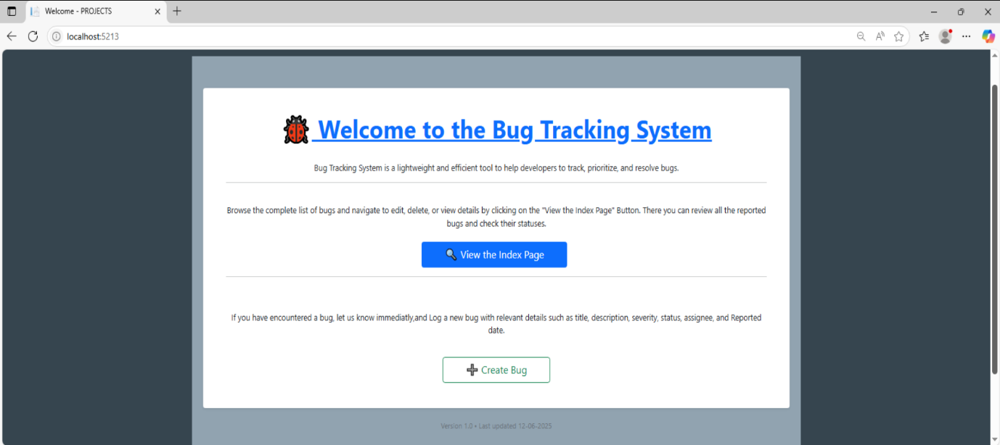 Welcome - PROJECTS
localhost:5213
Welcome to the Bug Tracking System
Bug Tracking System is a lightweight and efficient tool to help developers to track, prioritize, and resolve bugs.
Browse the complete list of bugs and navigate to edit, delete, or view details by clicking on the "View the Index Page" Button. There you can review all the reported
bugs and check their statuses.
View the Index Page
If you have encountered a bug, let us know immediatly,and Log a new bug with relevant details such as title, description, severity, status, assignee, and Reported
date.
Create Bug
Version 1.0 • Last updated 12-06-2025